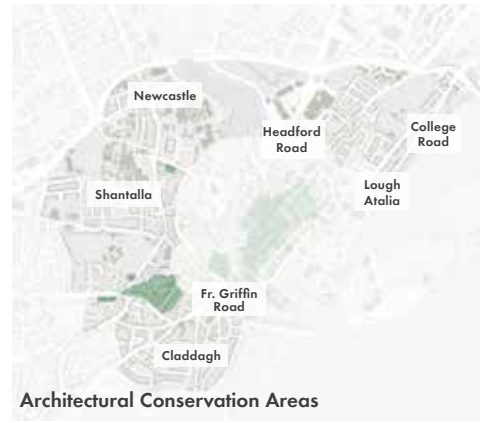 Newcastle
Headford
Road
College
Road
Shantalla
Lough
Atalia
Fr. Griffin
Road
Claddagh
Architectural Conservation Areas